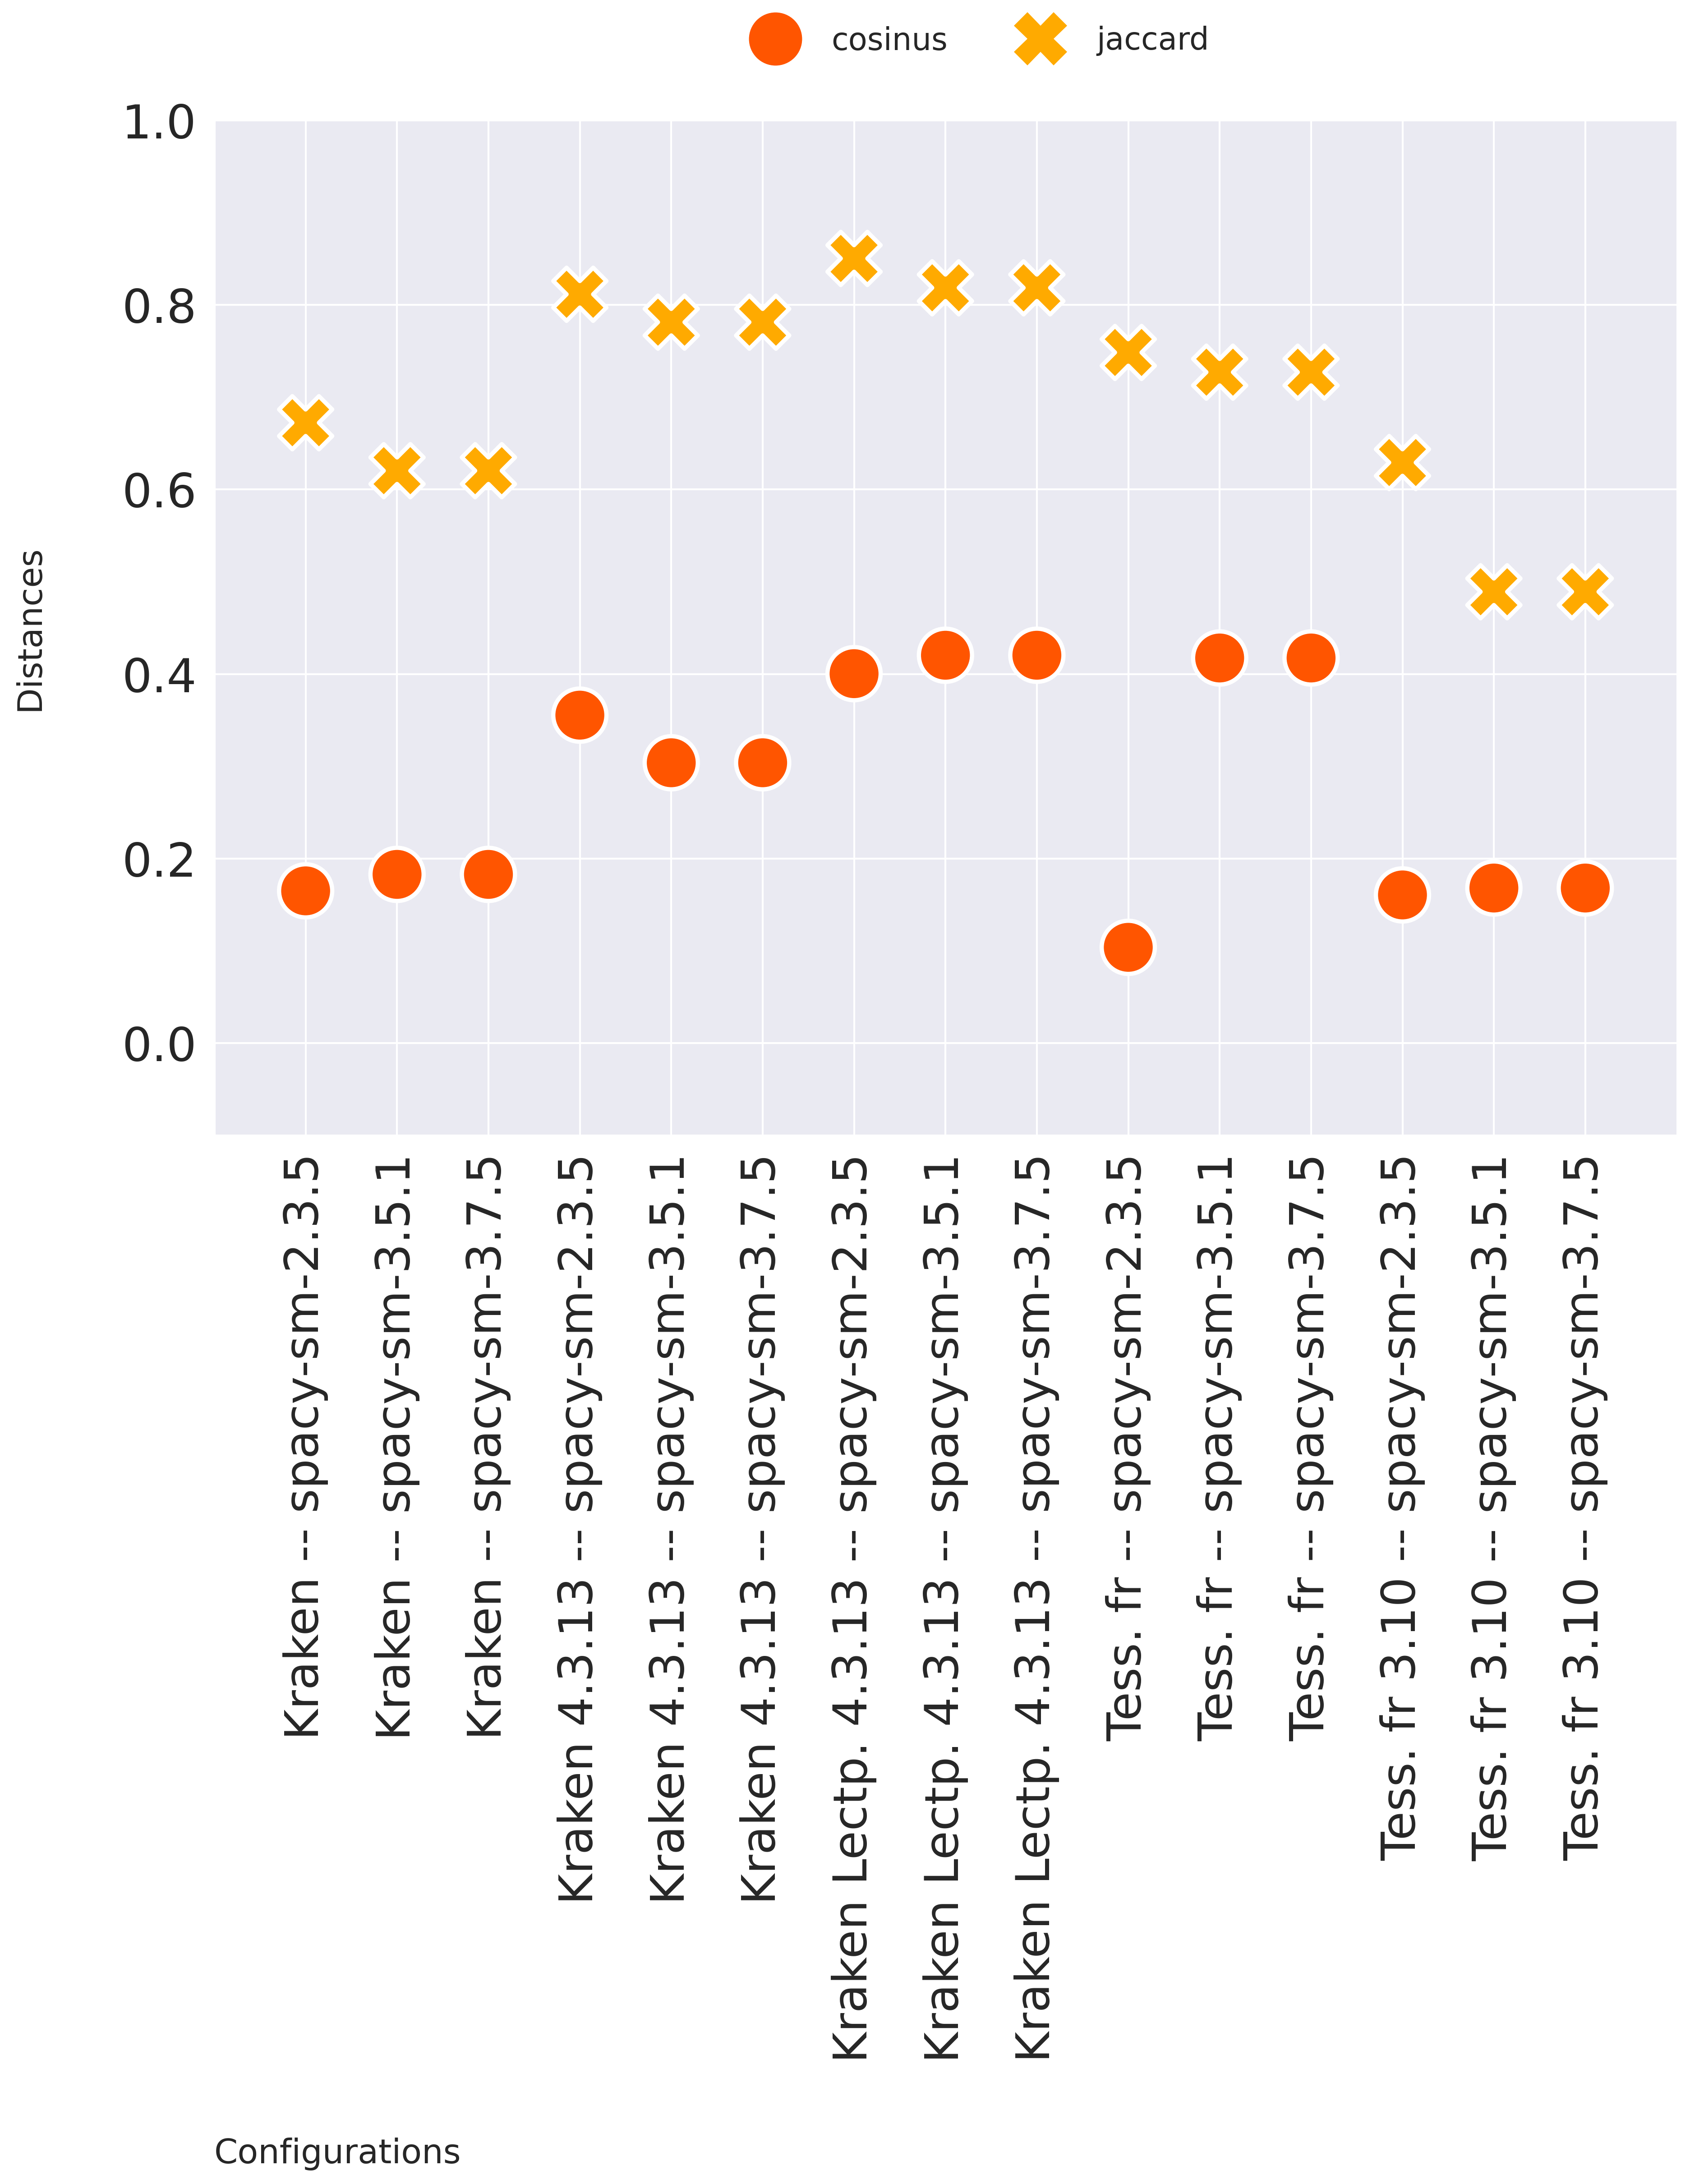 cosinus jaccard
1.0
0.8
0.6
0.4
0.2
0.0
Distances
Kraken -- spacy-sm-2.3.5
Kraken -- spacy-sm-3.5.1
Kraken -- spacy-sm-3.7.5
Kraken 4.3.13 -- spacy-sm-2.3.5
Kraken 4.3.13 -- spacy-sm-3.5.1
Kraken 4.3.13 -- spacy-sm-3.7.5
Kraken Lectp. 4.3.13 -- spacy-sm-2.3.5
Kraken Lectp. 4.3.13 -- spacy-sm-3.5.1
Kraken Lectp. 4.3.13 -- spacy-sm-3.7.5
Tess. fr -- spacy-sm-2.3.5
Tess. fr -- spacy-sm-3.5.1
Tess. fr -- spacy-sm-3.7.5
Tess. fr 3.10 -- spacy-sm-2.3.5
Tess. fr 3.10 -- spacy-sm-3.5.1
Tess. fr 3.10 -- spacy-sm-3.7.5
Configurations